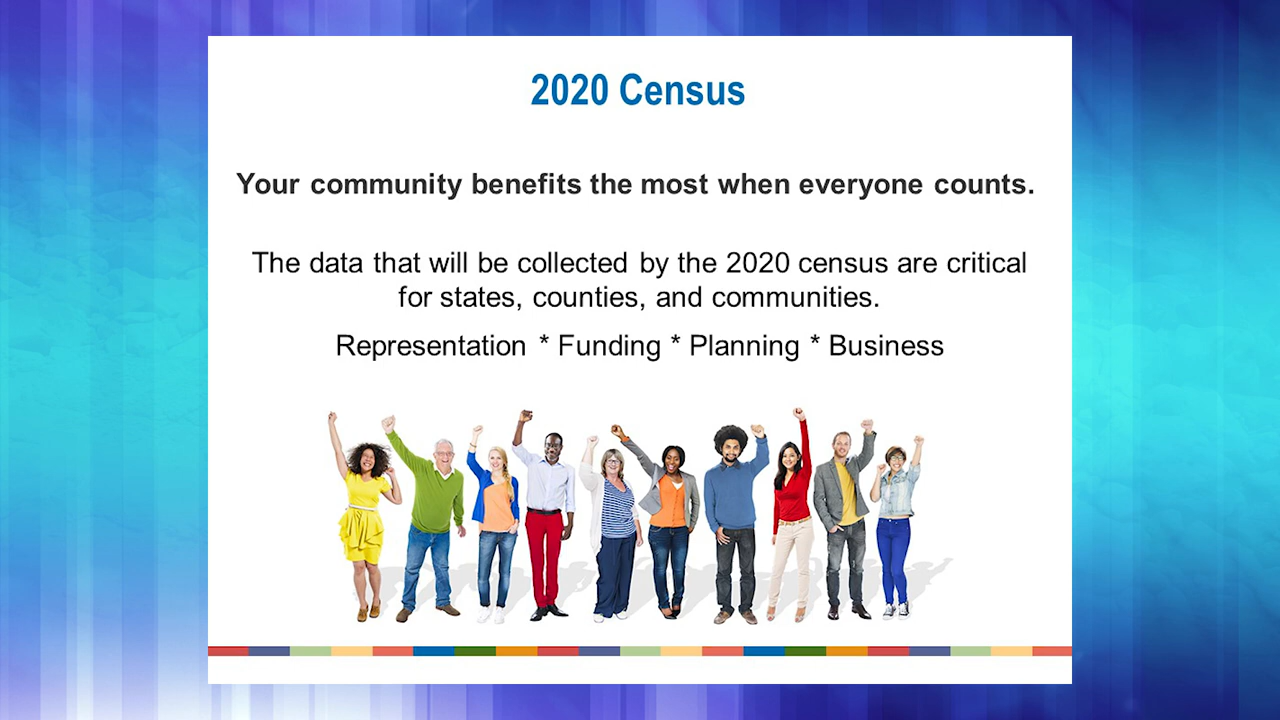 2020 Census
Your community benefits the most when everyone counts.
The data that will be collected by the 2020 census are critical
for states, counties, and communities.
Representation * Funding * Planning * Business